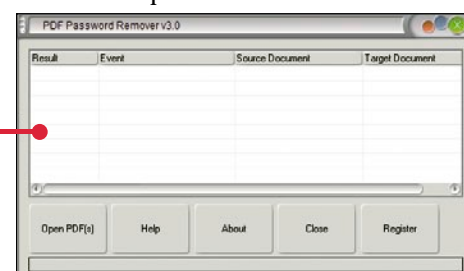 PDF Password Remover v3.0
Result Event Source Document Target Document
Open PDF(s) Help About Close Register